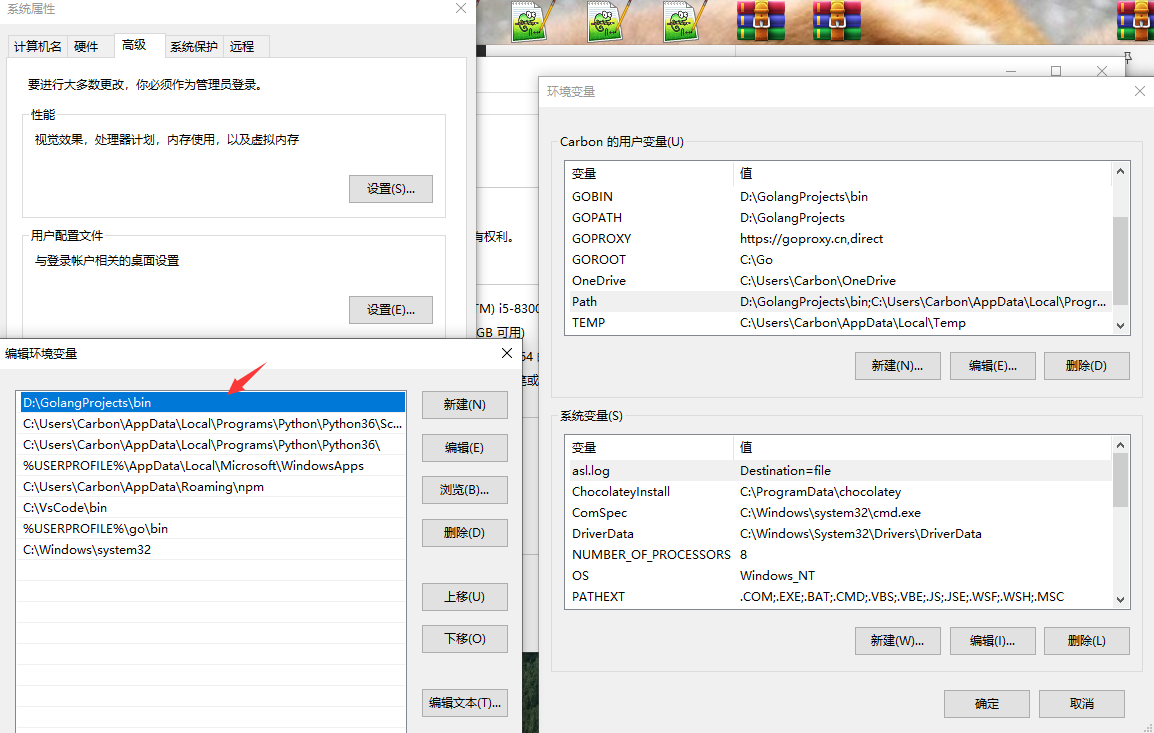 系统属性
计算机名 硬件 高级 系统保护 远程
要进行大多数更改，你必须作为管理员登录。
性能
视觉效果，处理器计划，内存使用，以及虚拟内存
设置(S)...
用户配置文件
与登录帐户相关的桌面设置
设置(E)...
有权利。
TM) i5-8300
GB 可用)
编辑环境变量
D:\GolangProjects\bin
C:\Users\Carbon\AppData\Local\Programs\Python\Python36\Sc...
C:\Users\Carbon\AppData\Local\Programs\Python\Python36\
%USERPROFILE%\AppData\Local\Microsoft\WindowsApps
C:\Users\Carbon\AppData\Roaming\npm
C:\VsCode\bin
%USERPROFILE%\go\bin
C:\Windows\system32
新建(N)
编辑(E)
浏览(B)...
删除(D)
上移(U)
下移(O)
编辑文本(T)...
环境变量
Carbon 的用户变量(U)
变量 值
GOBIN D:\GolangProjects\bin
GOPATH D:\GolangProjects
GOPROXY https://goproxy.cn,direct
GOROOT C:\Go
OneDrive C:\Users\Carbon\OneDrive
Path D:\GolangProjects\bin;C:\Users\Carbon\AppData\Local\Progr...
TEMP C:\Users\Carbon\AppData\Local\Temp
新建(N)... 编辑(E)... 删除(D)
系统变量(S)
变量 值
asl.log Destination=file
ChocolateyInstall C:\ProgramData\chocolatey
ComSpec C:\Windows\system32\cmd.exe
DriverData C:\Windows\System32\Drivers\DriverData
NUMBER_OF_PROCESSORS 8
OS Windows_NT
PATHEXT .COM;.EXE;.BAT;.CMD;.VBS;.VBE;.JS;.JSE;.WSF;.WSH;.MSC
新建(W)... 编辑(I)... 删除(L)
确定 取消